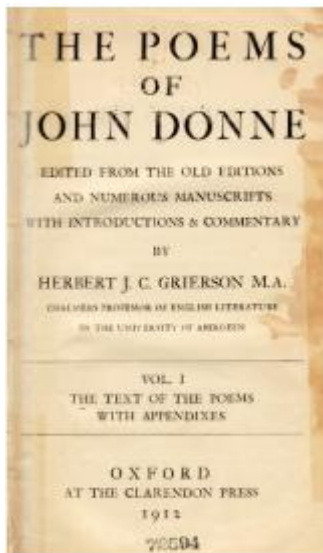 THE POEMS
OF
JOHN DONNE
EDITED FROM THE OLD EDITIONS
AND NUMEROUS MANUSCRIPTS
WITH INTRODUCTIONS & COMMENTARY
BY
HERBERT J. C. GRIERSON M.A.
CHALMERS PROFESSOR OF ENGLISH LITERATURE
IN THE UNIVERSITY OF ABERDEEN
VOL. I
THE TEXT OF THE POEMS
WITH APPENDIXES
OXFORD
AT THE CLARENDON PRESS
1912